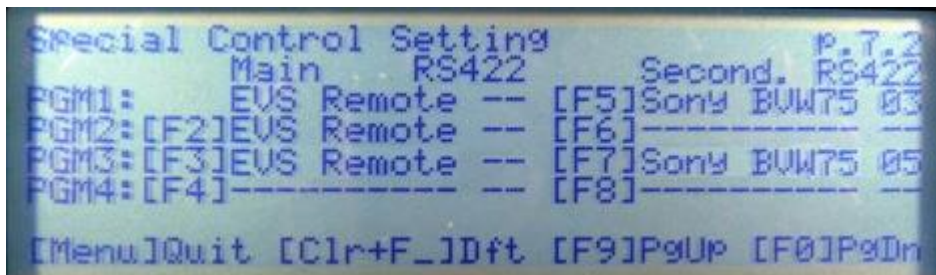 Special Control Setting p.7.2
Main RS422 Second. RS422
PGM1: EVS Remote -- [F5]Sony BVW75 03
PGM2:[F2]EVS Remote -- [F6]---------- --
PGM3:[F3]EVS Remote -- [F7]Sony BVW75 05
PGM4:[F4]---------- -- [F8]---------- --
[Menu]Quit [Clr+F_]Dft [F9]PgUp [F0]PgDn